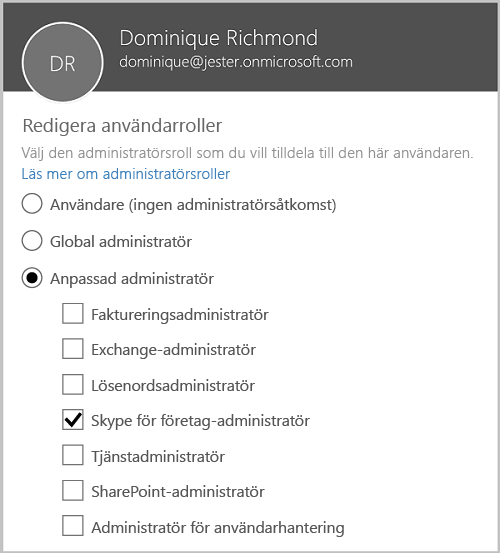 DR
Dominique Richmond
dominique@jester.onmicrosoft.com
Redigera användarroller
Välj den administratörsroll som du vill tilldela till den här användaren.
Läs mer om administratörsroller
Användare (ingen administratörsåtkomst)
Global administratör
Anpassad administratör
Faktureringsadministratör
Exchange-administratör
Lösenordsadministratör
Skype för företag-administratör
Tjänstadministratör
SharePoint-administratör
Administratör för användarhantering